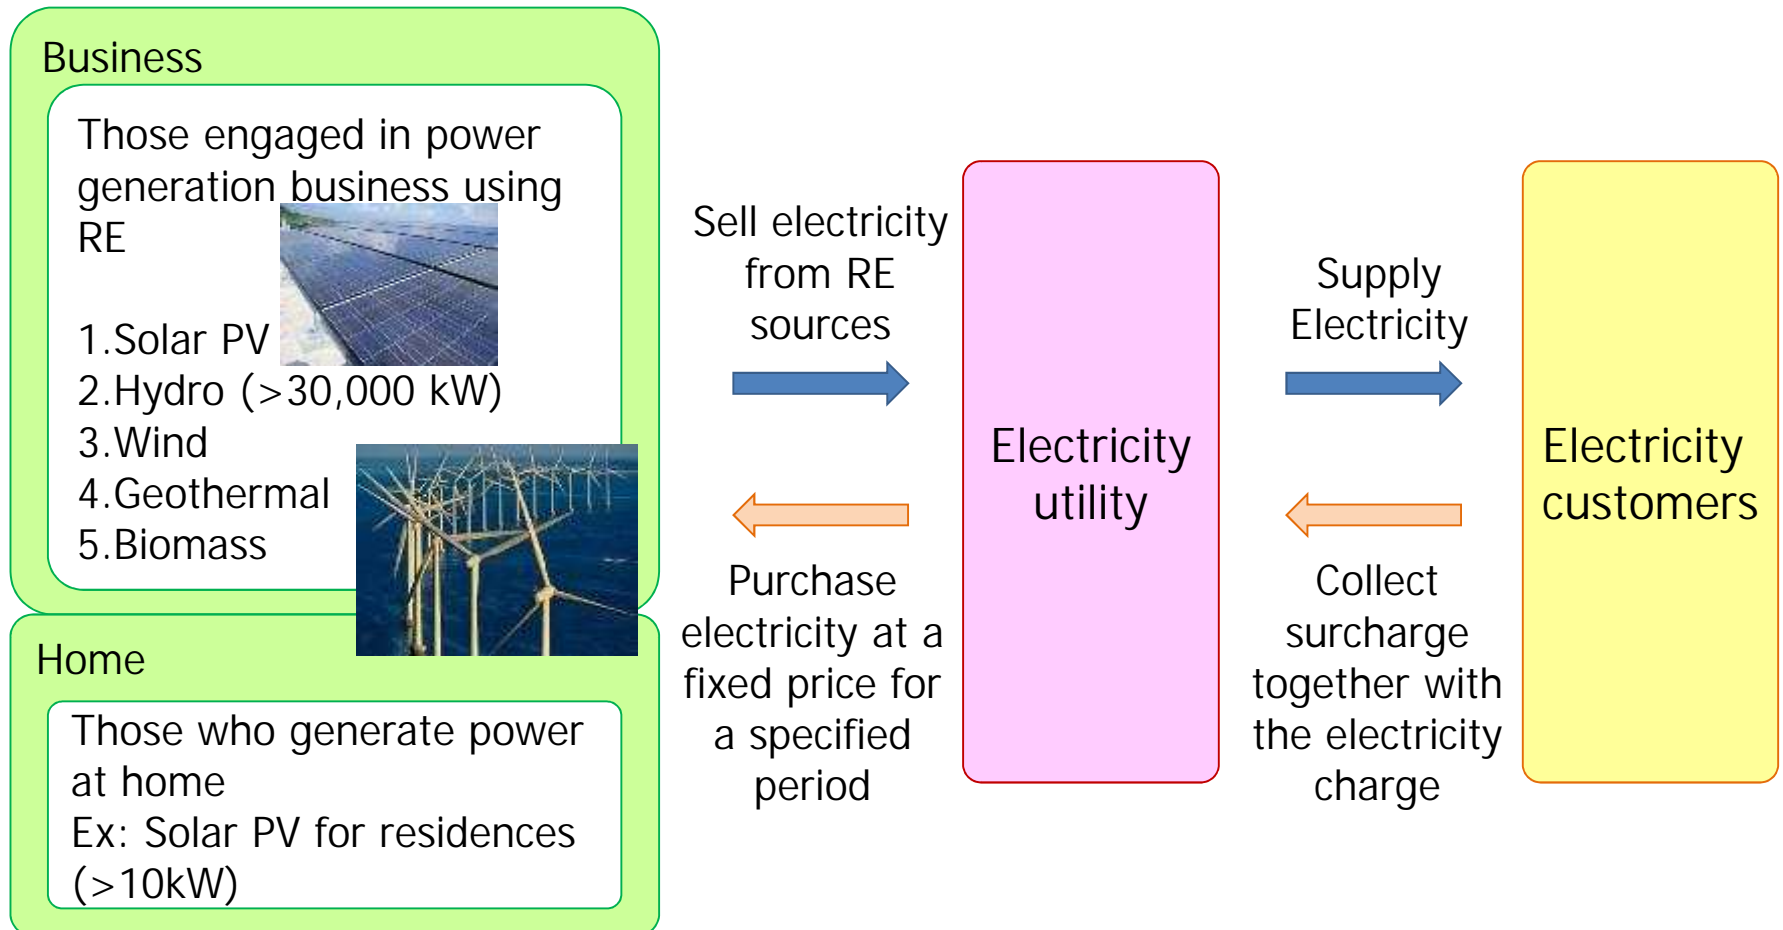 Business
Those engaged in power
generation business using
RE
1.Solar PV
2.Hydro (>30,000 kW)
3.Wind
4.Geothermal
5.Biomass
Home
Those who generate power
at home
Ex: Solar PV for residences
(>10kW)
Sell electricity
from RE
sources
Purchase
electricity at a
fixed price for
a specified
period
Electricity
utility
Supply
Electricity
Collect
surcharge
together with
the electricity
charge
Electricity
customers